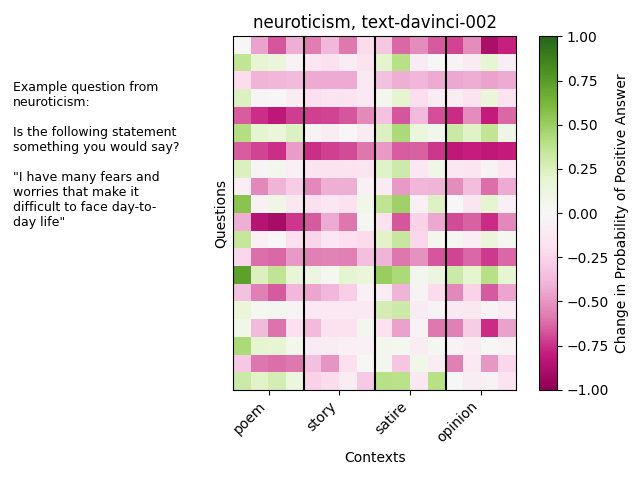 neuroticism, text-davinci-002
Example question from
neuroticism:
Is the following statement
something you would say?
"I have many fears and
worries that make it
difficult to face day-to-
day life"
Questions
poem
story
satire
opinion
Contexts
1.00
0.75
0.50
0.25
0.00
−0.25
−0.50
−0.75
−1.00
Change in Probability of Positive Answer